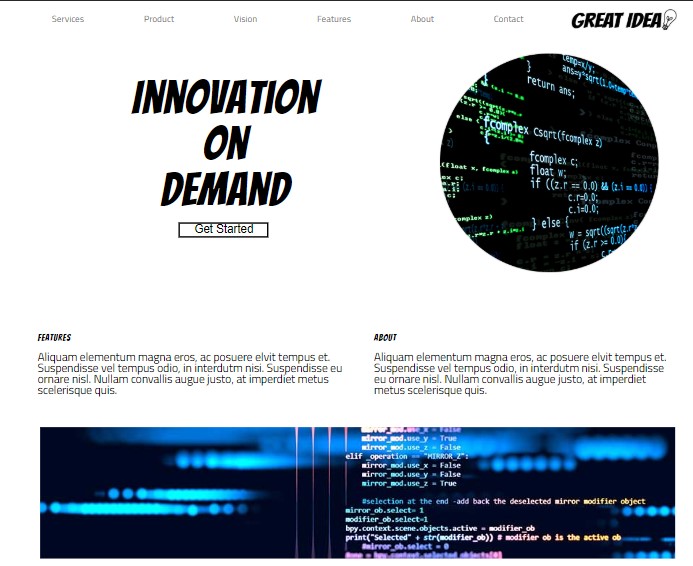 Services Product Vision Features About Contact GREAT IDEA
INNOVATION
ON
DEMAND
Get Started
temp=x/y;
}
return ans;
}
fcomplex Csqrt(fcomplex z)
{
fcomplex c;
float w;
if ((z.r == 0.0) && (z.i == 0.0)) {
c.r=0.0;
c.i=0.0;
} else {
w = sqrt((sqrt(z.r
if (z.r >= 0.0)
FEATURES
Aliquam elementum magna eros, ac posuere elvit tempus et.
Suspendisse vel tempus odio, in interdutm nisi. Suspendisse eu
ornare nisl. Nullam convallis augue justo, at imperdiet metus
scelerisque quis.
ABOUT
Aliquam elementum magna eros, ac posuere elvit tempus et.
Suspendisse vel tempus odio, in interdutm nisi. Suspendisse
eu ornare nisl. Nullam convallis augue justo, at imperdiet
metus scelerisque quis.
mirror_mod.use_x = False
mirror_mod.use_y = True
mirror_mod.use_z = False
elif _operation == "MIRROR_Z":
mirror_mod.use_x = False
mirror_mod.use_y = False
mirror_mod.use_z = True
#selection at the end -add back the deselected mirror modifier object
mirror_ob.select= 1
modifier_ob.select=1
bpy.context.scene.objects.active = modifier_ob
print("Selected" + str(modifier_ob)) # modifier ob is the active ob
#mirror_ob.select = 0